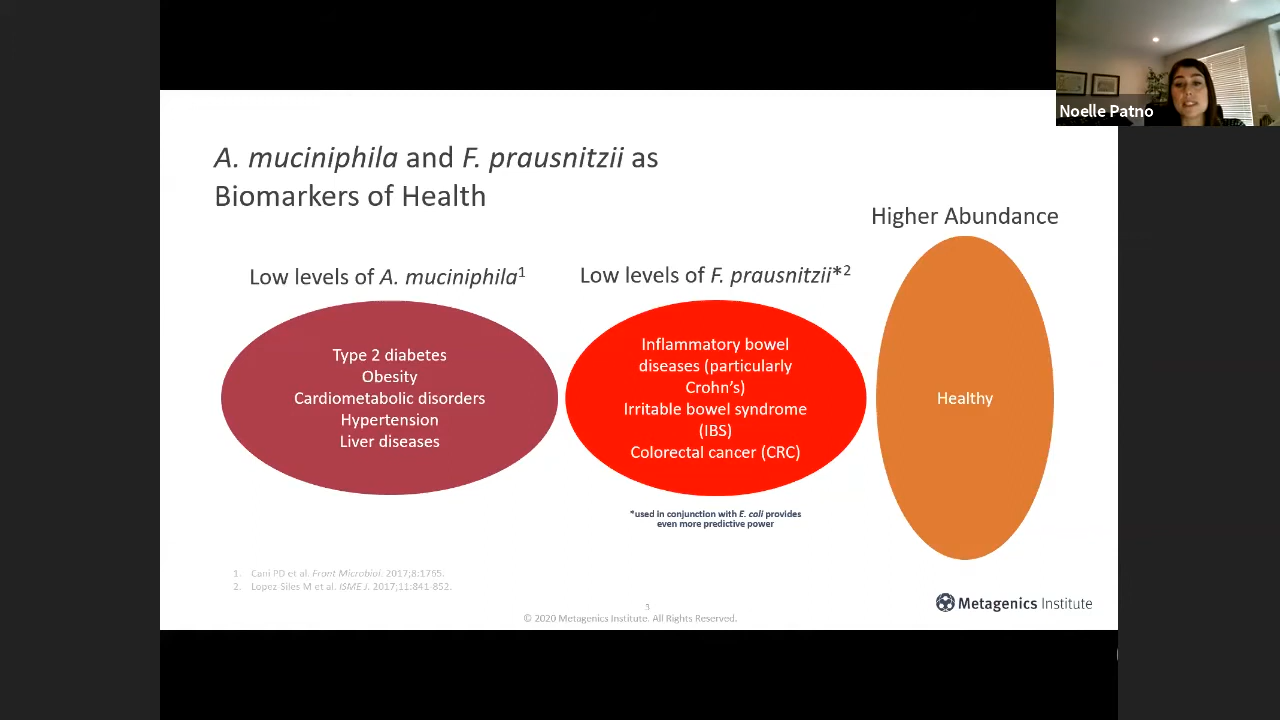 Noelle Patno
A. muciniphila and F. prausnitzii as
Biomarkers of Health
Higher Abundance
Low levels of A. muciniphila1
Low levels of F. prausnitzii*2
Type 2 diabetes
Obesity
Cardiometabolic disorders
Hypertension
Liver diseases
Inflammatory bowel
diseases (particularly
Crohn's)
Irritable bowel syndrome
(IBS)
Colorectal cancer (CRC)
Healthy
*used in conjunction with E. coli provides
even more predictive power
1. Cani PD et al. Front Microbiol. 2017;8:1765.
2. Lopez-Siles M et al. ISME J. 2017;11:841-852.
3
© 2020 Metagenics Institute. All Rights Reserved.
Metagenics Institute